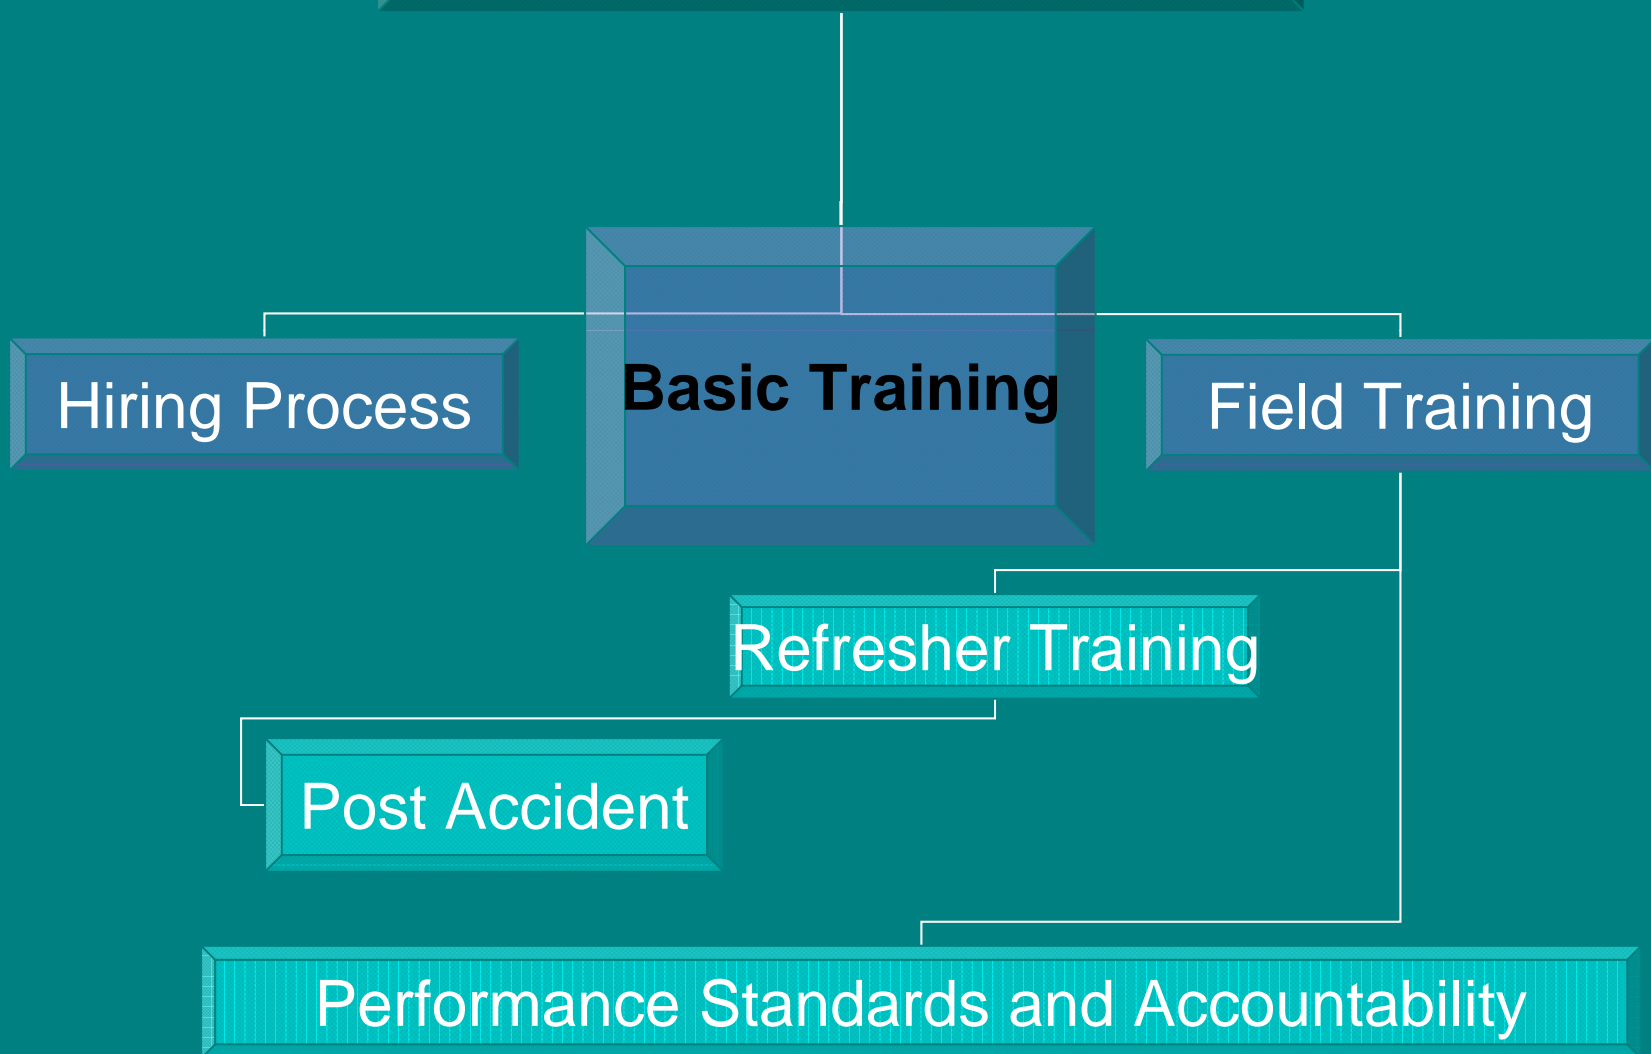 Hiring Process
Basic Training
Field Training
Refresher Training
Post Accident
Performance Standards and Accountability